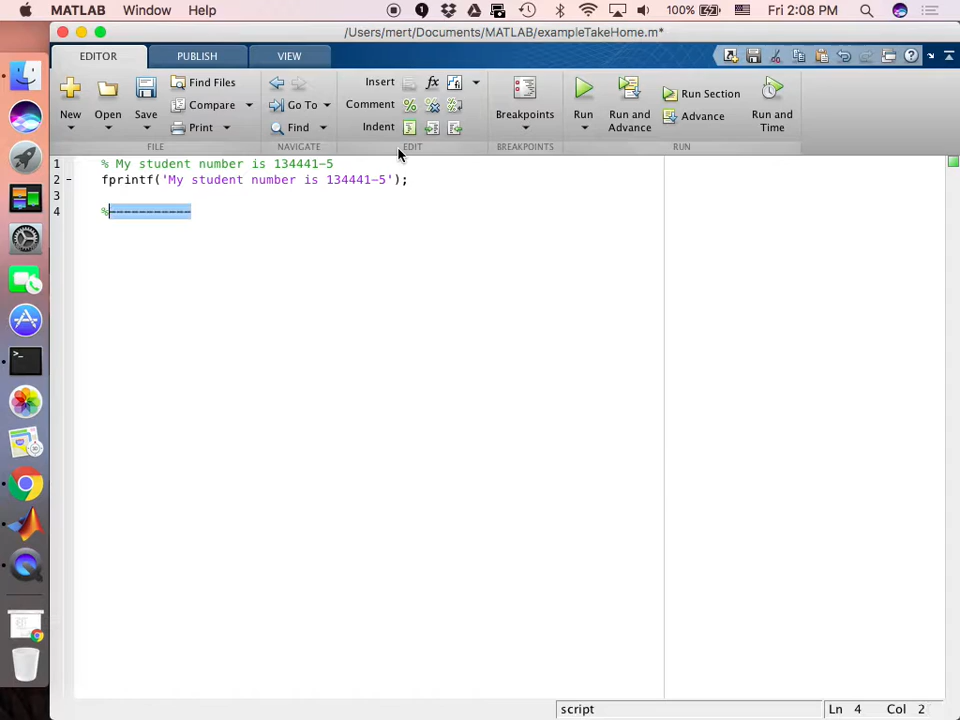 MATLAB Window Help 100% Fri 2:08 PM
/Users/mert/Documents/MATLAB/exampleTakeHome.m*
EDITOR PUBLISH VIEW
New Open Save Find Files Compare Print
Go To Find
Insert fx
Comment
Indent
Breakpoints
Run Run and Advance Run Section Advance Run and Time
FILE NAVIGATE EDIT BREAKPOINTS RUN
1 % My student number is 134441-5
2 - fprintf('My student number is 134441-5');
3
4 %-----------
script Ln 4 Col 2